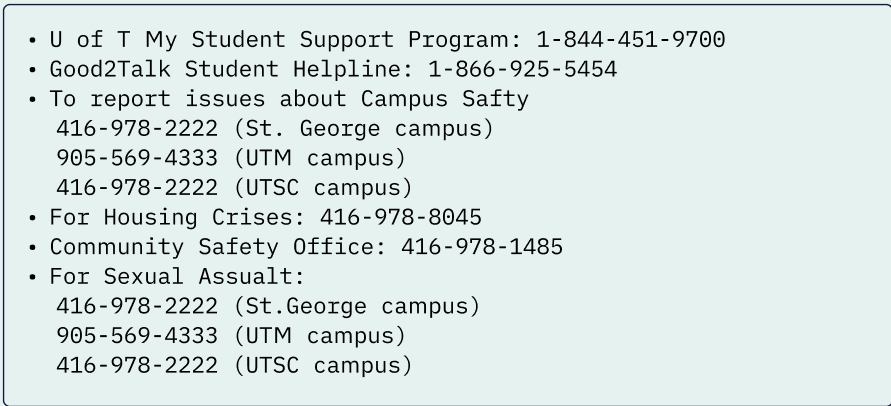 • U of T My Student Support Program: 1-844-451-9700
• Good2Talk Student Helpline: 1-866-925-5454
• To report issues about Campus Safty
416-978-2222 (St. George campus)
905-569-4333 (UTM campus)
416-978-2222 (UTSC campus)
• For Housing Crises: 416-978-8045
• Community Safety Office: 416-978-1485
• For Sexual Assualt:
416-978-2222 (St.George campus)
905-569-4333 (UTM campus)
416-978-2222 (UTSC campus)